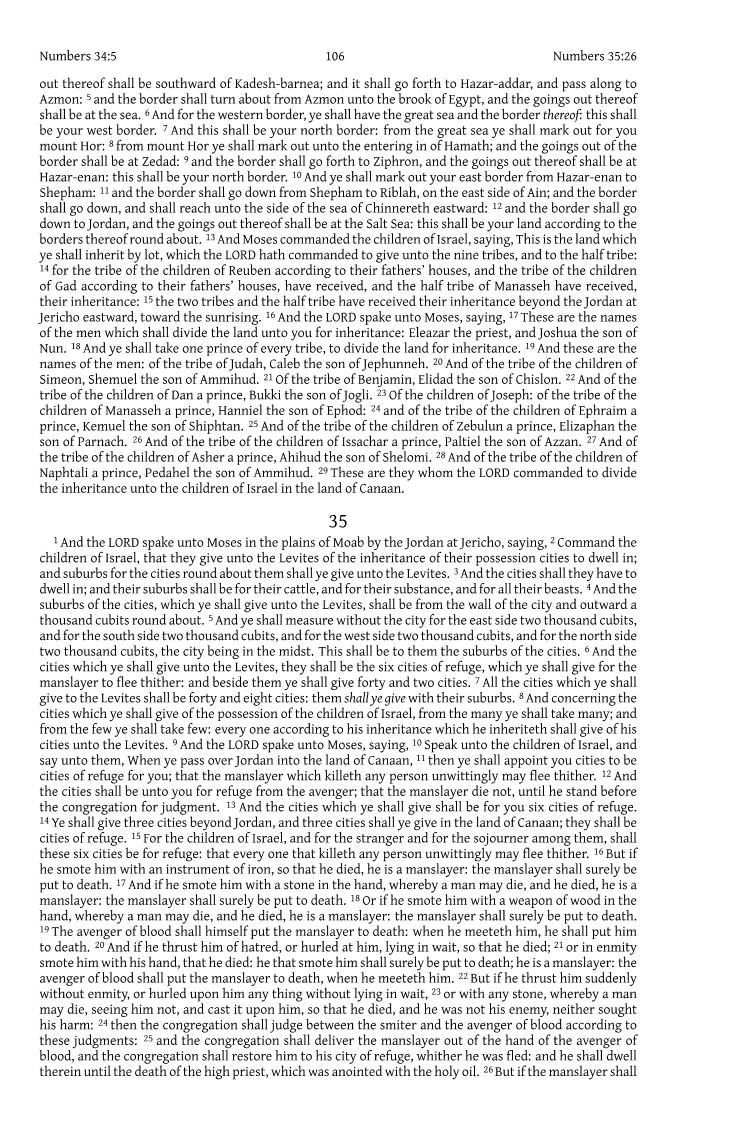 Numbers 34:5 106 Numbers 35:26
out thereof shall be southward of Kadesh-barnea; and it shall go forth to Hazar-addar, and pass along to
Azmon: 5 and the border shall turn about from Azmon unto the brook of Egypt, and the goings out thereof
shall be at the sea. 6 And for the western border, ye shall have the great sea and the border thereof: this shall
be your west border. 7 And this shall be your north border: from the great sea ye shall mark out for you
mount Hor: 8 from mount Hor ye shall mark out unto the entering in of Hamath; and the goings out of the
border shall be at Zedad: 9 and the border shall go forth to Ziphron, and the goings out thereof shall be at
Hazar-enan: this shall be your north border. 10 And ye shall mark out your east border from Hazar-enan to
Shepham: 11 and the border shall go down from Shepham to Riblah, on the east side of Ain; and the border
shall go down, and shall reach unto the side of the sea of Chinnereth eastward: 12 and the border shall go
down to Jordan, and the goings out thereof shall be at the Salt Sea: this shall be your land according to the
borders thereof round about. 13 And Moses commanded the children of Israel, saying, This is the land which
ye shall inherit by lot, which the LORD hath commanded to give unto the nine tribes, and to the half tribe:
14 for the tribe of the children of Reuben according to their fathers' houses, and the tribe of the children
of Gad according to their fathers' houses, have received, and the half tribe of Manasseh have received,
their inheritance: 15 the two tribes and the half tribe have received their inheritance beyond the Jordan at
Jericho eastward, toward the sunrising. 16 And the LORD spake unto Moses, saying, 17 These are the names
of the men which shall divide the land unto you for inheritance: Eleazar the priest, and Joshua the son of
Nun. 18 And ye shall take one prince of every tribe, to divide the land for inheritance. 19 And these are the
names of the men: of the tribe of Judah, Caleb the son of Jephunneh. 20 And of the tribe of the children of
Simeon, Shemuel the son of Ammihud. 21 Of the tribe of Benjamin, Elidad the son of Chislon. 22 And of the
tribe of the children of Dan a prince, Bukki the son of Jogli. 23 Of the children of Joseph: of the tribe of the
children of Manasseh a prince, Hanniel the son of Ephod: 24 and of the tribe of the children of Ephraim a
prince, Kemuel the son of Shiphtan. 25 And of the tribe of the children of Zebulun a prince, Elizaphan the
son of Parnach. 26 And of the tribe of the children of Issachar a prince, Paltiel the son of Azzan. 27 And of
the tribe of the children of Asher a prince, Ahihud the son of Shelomi. 28 And of the tribe of the children of
Naphtali a prince, Pedahel the son of Ammihud. 29 These are they whom the LORD commanded to divide
the inheritance unto the children of Israel in the land of Canaan.
35
1 And the LORD spake unto Moses in the plains of Moab by the Jordan at Jericho, saying, 2 Command the
children of Israel, that they give unto the Levites of the inheritance of their possession cities to dwell in;
and suburbs for the cities round about them shall ye give unto the Levites. 3 And the cities shall they have to
dwell in; and their suburbs shall be for their cattle, and for their substance, and for all their beasts. 4 And the
suburbs of the cities, which ye shall give unto the Levites, shall be from the wall of the city and outward a
thousand cubits round about. 5 And ye shall measure without the city for the east side two thousand cubits,
and for the south side two thousand cubits, and for the west side two thousand cubits, and for the north side
two thousand cubits, the city being in the midst. This shall be to them the suburbs of the cities. 6 And the
cities which ye shall give unto the Levites, they shall be the six cities of refuge, which ye shall give for the
manslayer to flee thither: and beside them ye shall give forty and two cities. 7 All the cities which ye shall
give to the Levites shall be forty and eight cities: them shall ye give with their suburbs. 8 And concerning the
cities which ye shall give of the possession of the children of Israel, from the many ye shall take many; and
from the few ye shall take few: every one according to his inheritance which he inheriteth shall give of his
cities unto the Levites. 9 And the LORD spake unto Moses, saying, 10 Speak unto the children of Israel, and
say unto them, When ye pass over Jordan into the land of Canaan, 11 then ye shall appoint you cities to be
cities of refuge for you; that the manslayer which killeth any person unwittingly may flee thither. 12 And
the cities shall be unto you for refuge from the avenger; that the manslayer die not, until he stand before
the congregation for judgment. 13 And the cities which ye shall give shall be for you six cities of refuge.
14 Ye shall give three cities beyond Jordan, and three cities shall ye give in the land of Canaan; they shall be
cities of refuge. 15 For the children of Israel, and for the stranger and for the sojourner among them, shall
these six cities be for refuge: that every one that killeth any person unwittingly may flee thither. 16 But if
he smote him with an instrument of iron, so that he died, he is a manslayer: the manslayer shall surely be
put to death. 17 And if he smote him with a stone in the hand, whereby a man may die, and he died, he is a
manslayer: the manslayer shall surely be put to death. 18 Or if he smote him with a weapon of wood in the
hand, whereby a man may die, and he died, he is a manslayer: the manslayer shall surely be put to death.
19 The avenger of blood shall himself put the manslayer to death: when he meeteth him, he shall put him
to death. 20 And if he thrust him of hatred, or hurled at him, lying in wait, so that he died; 21 or in enmity
smote him with his hand, that he died: he that smote him shall surely be put to death; he is a manslayer: the
avenger of blood shall put the manslayer to death, when he meeteth him. 22 But if he thrust him suddenly
without enmity, or hurled upon him any thing without lying in wait, 23 or with any stone, whereby a man
may die, seeing him not, and cast it upon him, so that he died, and he was not his enemy, neither sought
his harm: 24 then the congregation shall judge between the smiter and the avenger of blood according to
these judgments: 25 and the congregation shall deliver the manslayer out of the hand of the avenger of
blood, and the congregation shall restore him to his city of refuge, whither he was fled: and he shall dwell
therein until the death of the high priest, which was anointed with the holy oil. 26 But if the manslayer shall